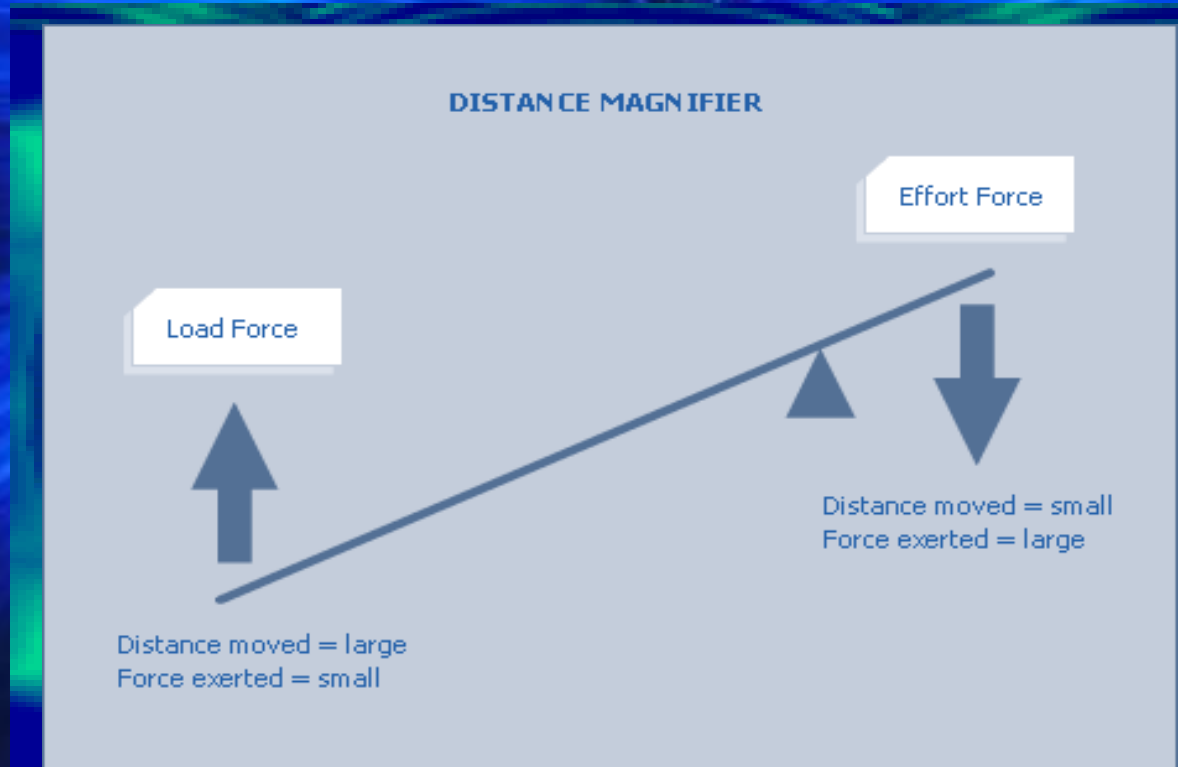 DISTANCE MAGNIFIER
Effort Force
Load Force
Distance moved = small
Force exerted = large
Distance moved = large
Force exerted = small